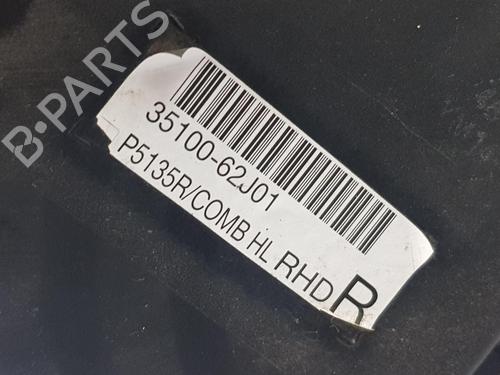 B·PARTS
35100-62J01
P5135R/COMB HL RHD R